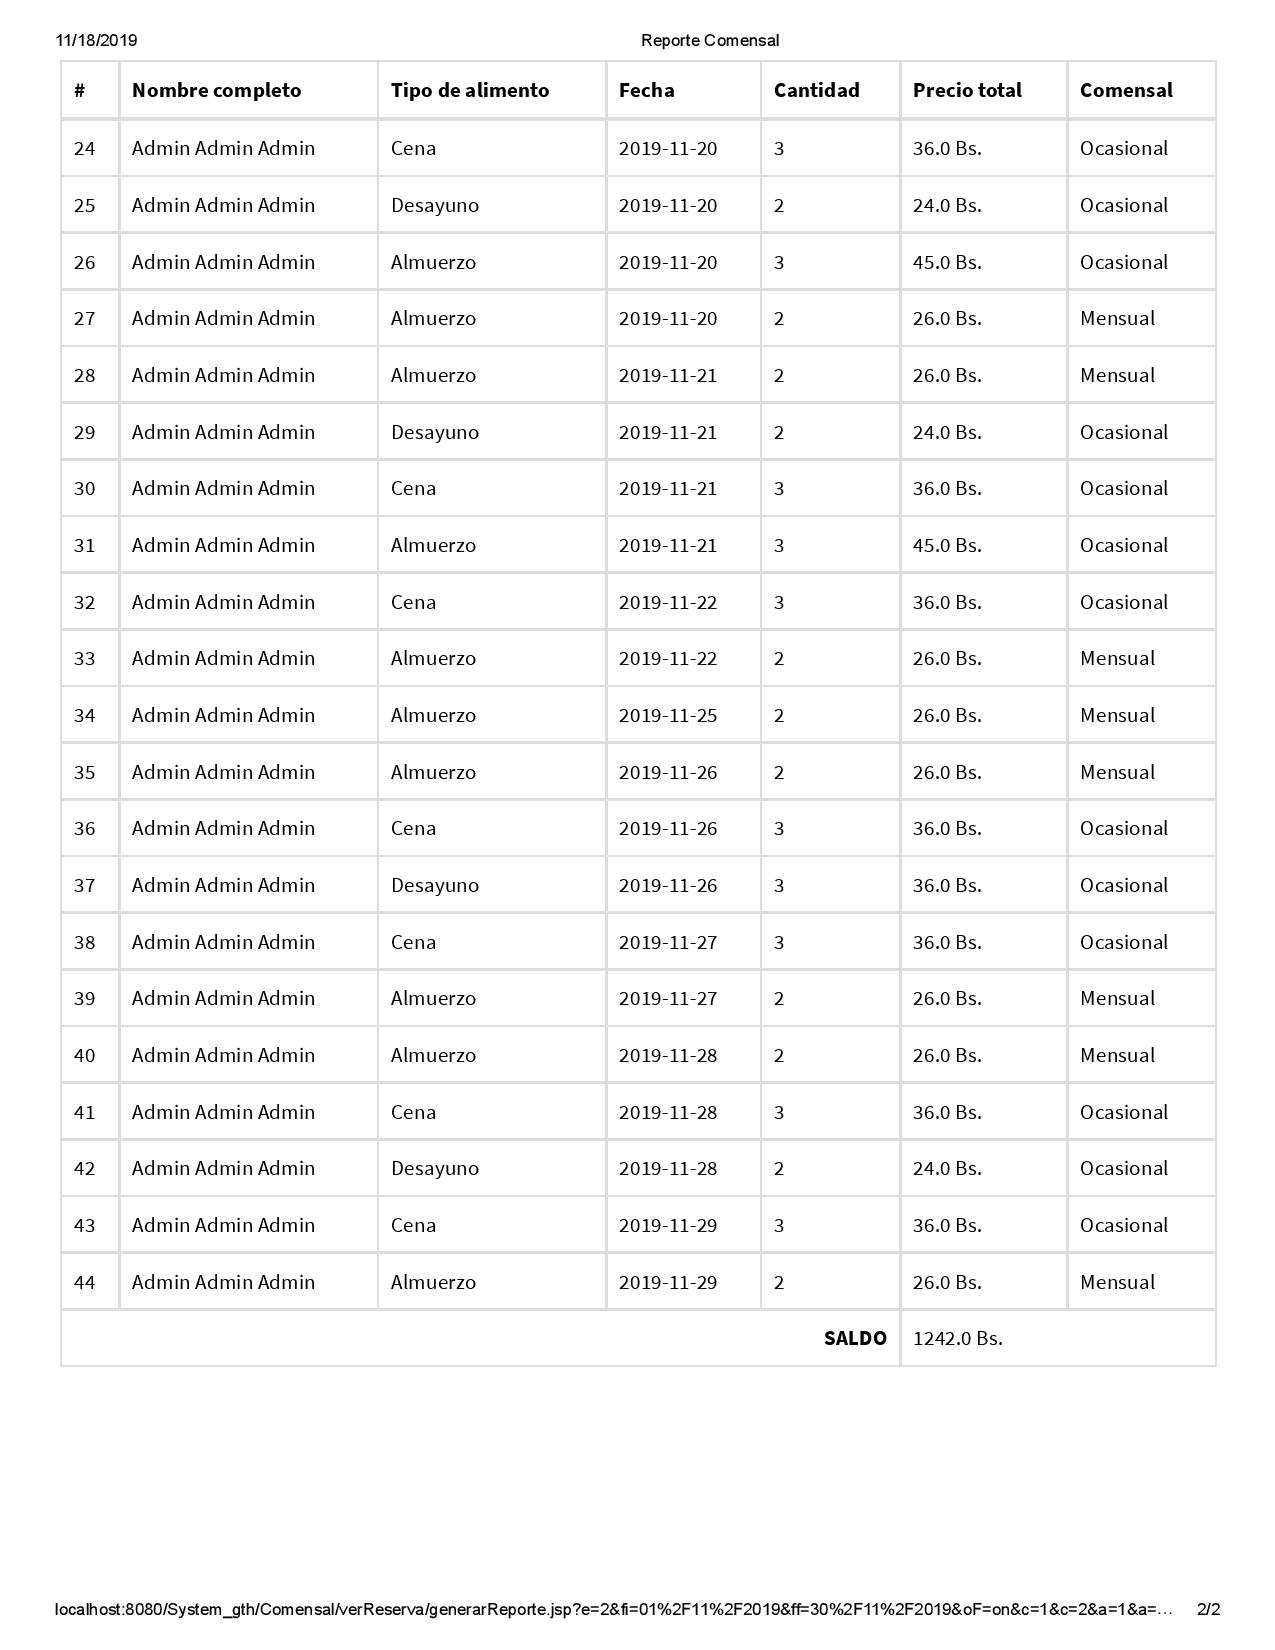 11/18/2019 Reporte Comensal
# Nombre completo Tipo de alimento Fecha Cantidad Precio total Comensal
24 Admin Admin Admin Cena 2019-11-20 3 36.0 Bs. Ocasional
25 Admin Admin Admin Desayuno 2019-11-20 2 24.0 Bs. Ocasional
26 Admin Admin Admin Almuerzo 2019-11-20 3 45.0 Bs. Ocasional
27 Admin Admin Admin Almuerzo 2019-11-20 2 26.0 Bs. Mensual
28 Admin Admin Admin Almuerzo 2019-11-21 2 26.0 Bs. Mensual
29 Admin Admin Admin Desayuno 2019-11-21 2 24.0 Bs. Ocasional
30 Admin Admin Admin Cena 2019-11-21 3 36.0 Bs. Ocasional
31 Admin Admin Admin Almuerzo 2019-11-21 3 45.0 Bs. Ocasional
32 Admin Admin Admin Cena 2019-11-22 3 36.0 Bs. Ocasional
33 Admin Admin Admin Almuerzo 2019-11-22 2 26.0 Bs. Mensual
34 Admin Admin Admin Almuerzo 2019-11-25 2 26.0 Bs. Mensual
35 Admin Admin Admin Almuerzo 2019-11-26 2 26.0 Bs. Mensual
36 Admin Admin Admin Cena 2019-11-26 3 36.0 Bs. Ocasional
37 Admin Admin Admin Desayuno 2019-11-26 3 36.0 Bs. Ocasional
38 Admin Admin Admin Cena 2019-11-27 3 36.0 Bs. Ocasional
39 Admin Admin Admin Almuerzo 2019-11-27 2 26.0 Bs. Mensual
40 Admin Admin Admin Almuerzo 2019-11-28 2 26.0 Bs. Mensual
41 Admin Admin Admin Cena 2019-11-28 3 36.0 Bs. Ocasional
42 Admin Admin Admin Desayuno 2019-11-28 2 24.0 Bs. Ocasional
43 Admin Admin Admin Cena 2019-11-29 3 36.0 Bs. Ocasional
44 Admin Admin Admin Almuerzo 2019-11-29 2 26.0 Bs. Mensual
SALDO 1242.0 Bs.
localhost:8080/System_gth/Comensal/verReserva/generarReporte.jsp?e=2&fi=01%2F11%2F2019&ff=30%2F11%2F2019&oF=on&c=1&c=2&a=1&a=… 2/2